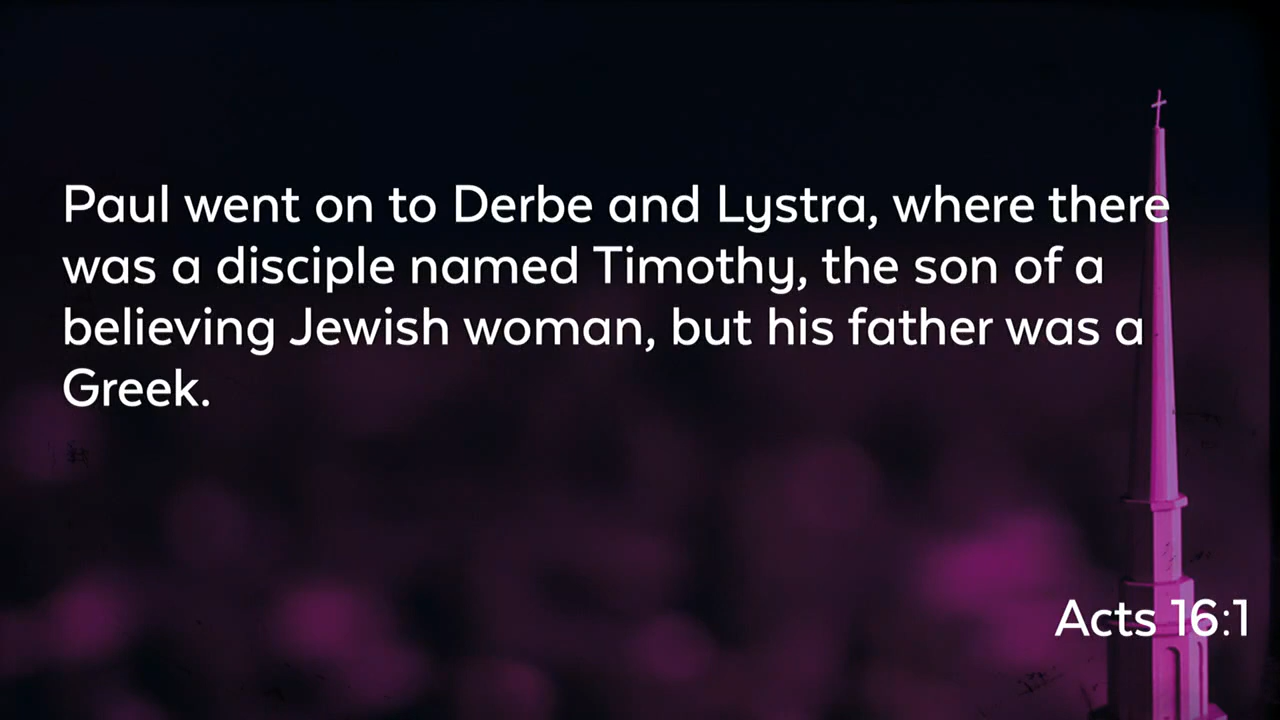 Paul went on to Derbe and Lystra, where there
was a disciple named Timothy, the son of a
believing Jewish woman, but his father was a
Greek.
Acts 16:1